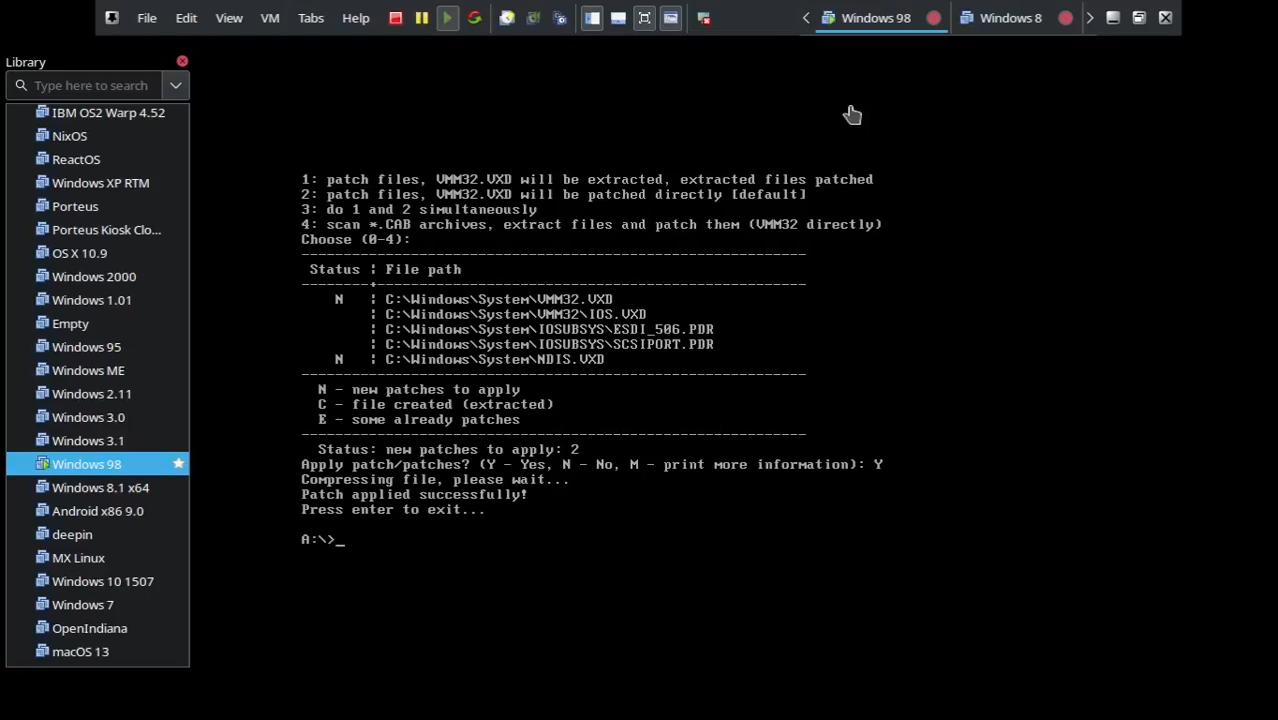 File Edit View VM Tabs Help Windows 98 Windows 8
Library
Type here to search
IBM OS2 Warp 4.52
NixOS
ReactOS
Windows XP RTM
Porteus
Porteus Kiosk Clo...
OS X 10.9
Windows 2000
Windows 1.01
Empty
Windows 95
Windows ME
Windows 2.11
Windows 3.0
Windows 3.1
Windows 98
Windows 8.1 x64
Android x86 9.0
deepin
MX Linux
Windows 10 1507
Windows 7
OpenIndiana
macOS 13
1: patch files, VMM32.VXD will be extracted, extracted files patched
2: patch files, VMM32.VXD will be patched directly [default]
3: do 1 and 2 simultaneously
4: scan *.CAB archives, extract files and patch them (VMM32 directly)
Choose (0-4):
------------------------------------------------------------
Status ¦ File path
------------------------------------------------------------
N ¦ C:\Windows\System\VMM32.VXD
¦ C:\Windows\System\VMM32\IOS.VXD
¦ C:\Windows\System\IOSUBSYS\ESDI_506.PDR
¦ C:\Windows\System\IOSUBSYS\SCSIPORT.PDR
N ¦ C:\Windows\System\NDIS.VXD
------------------------------------------------------------
N - new patches to apply
C - file created (extracted)
E - some already patches
------------------------------------------------------------
Status: new patches to apply: 2
Apply patch/patches? (Y - Yes, N - No, M - print more information): Y
Compressing file, please wait...
Patch applied successfully!
Press enter to exit...
A:\>_